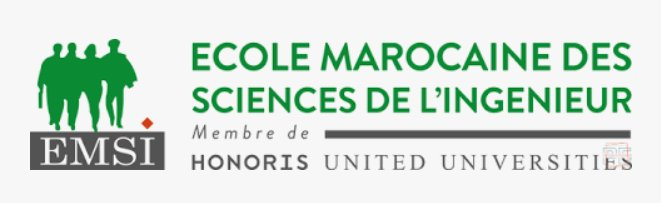 ECOLE MAROCAINE DES
SCIENCES DE L'INGENIEUR
Membre de
HONORIS UNITED UNIVERSITIES
EMSI